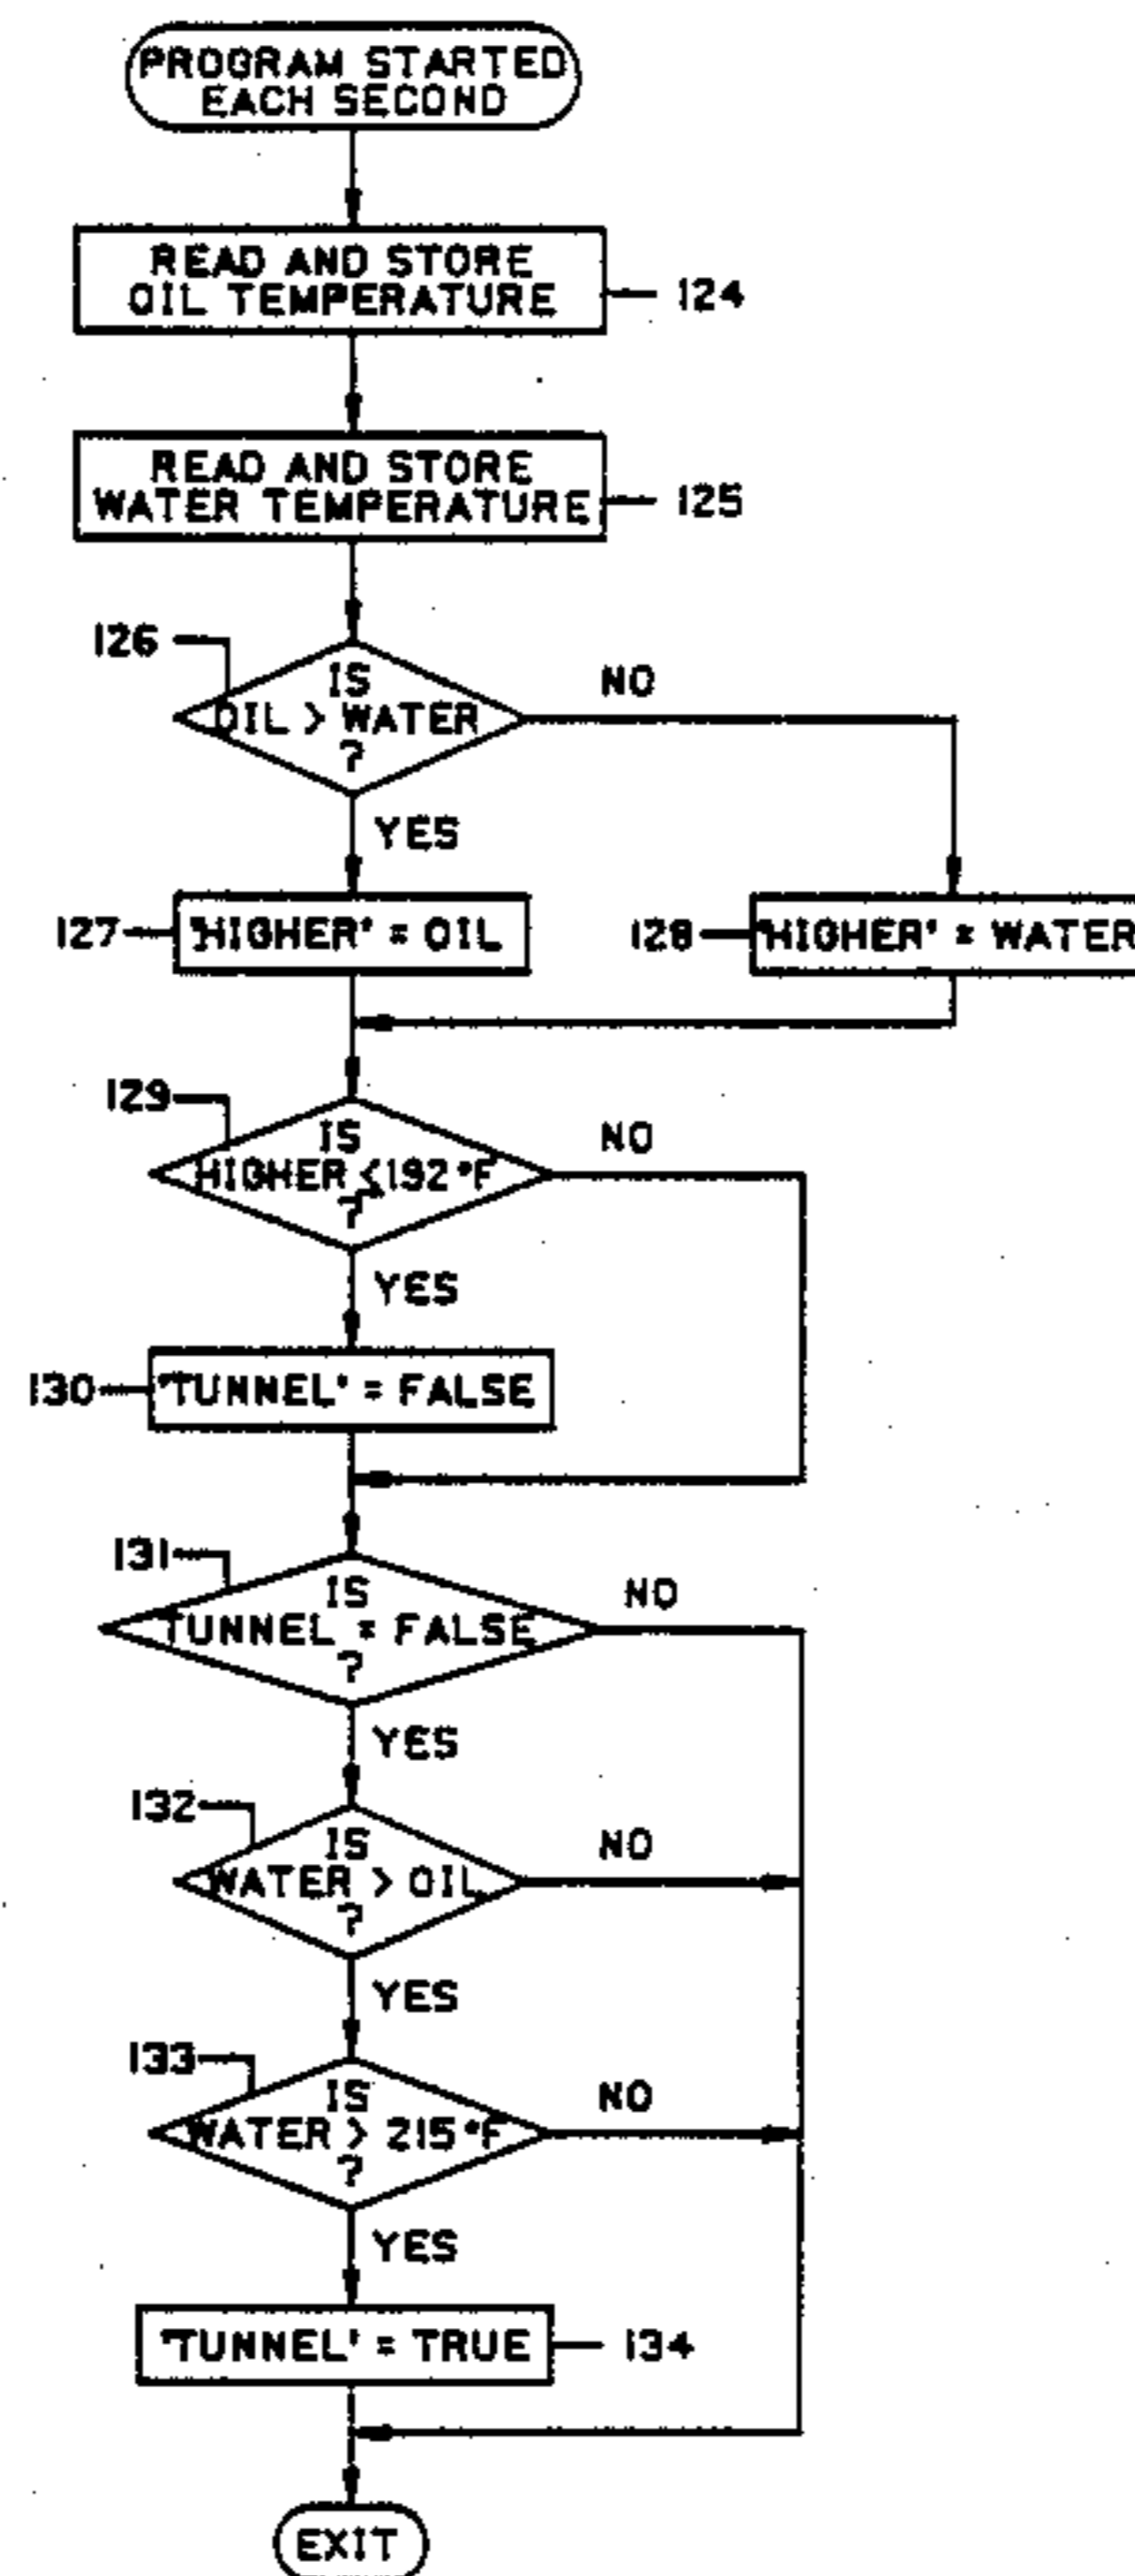 PROGRAM STARTED
EACH SECOND
READ AND STORE
OIL TEMPERATURE
124
READ AND STORE
WATER TEMPERATURE
125
126
IS
OIL > WATER
?
NO
YES
127
'HIGHER' = OIL
128
'HIGHER' = WATER
129
IS
HIGHER <192 °F
?
NO
YES
130
'TUNNEL' = FALSE
131
IS
TUNNEL = FALSE
?
NO
YES
132
IS
WATER > OIL
?
NO
YES
133
IS
WATER > 215 °F
?
NO
YES
'TUNNEL' = TRUE
134
EXIT